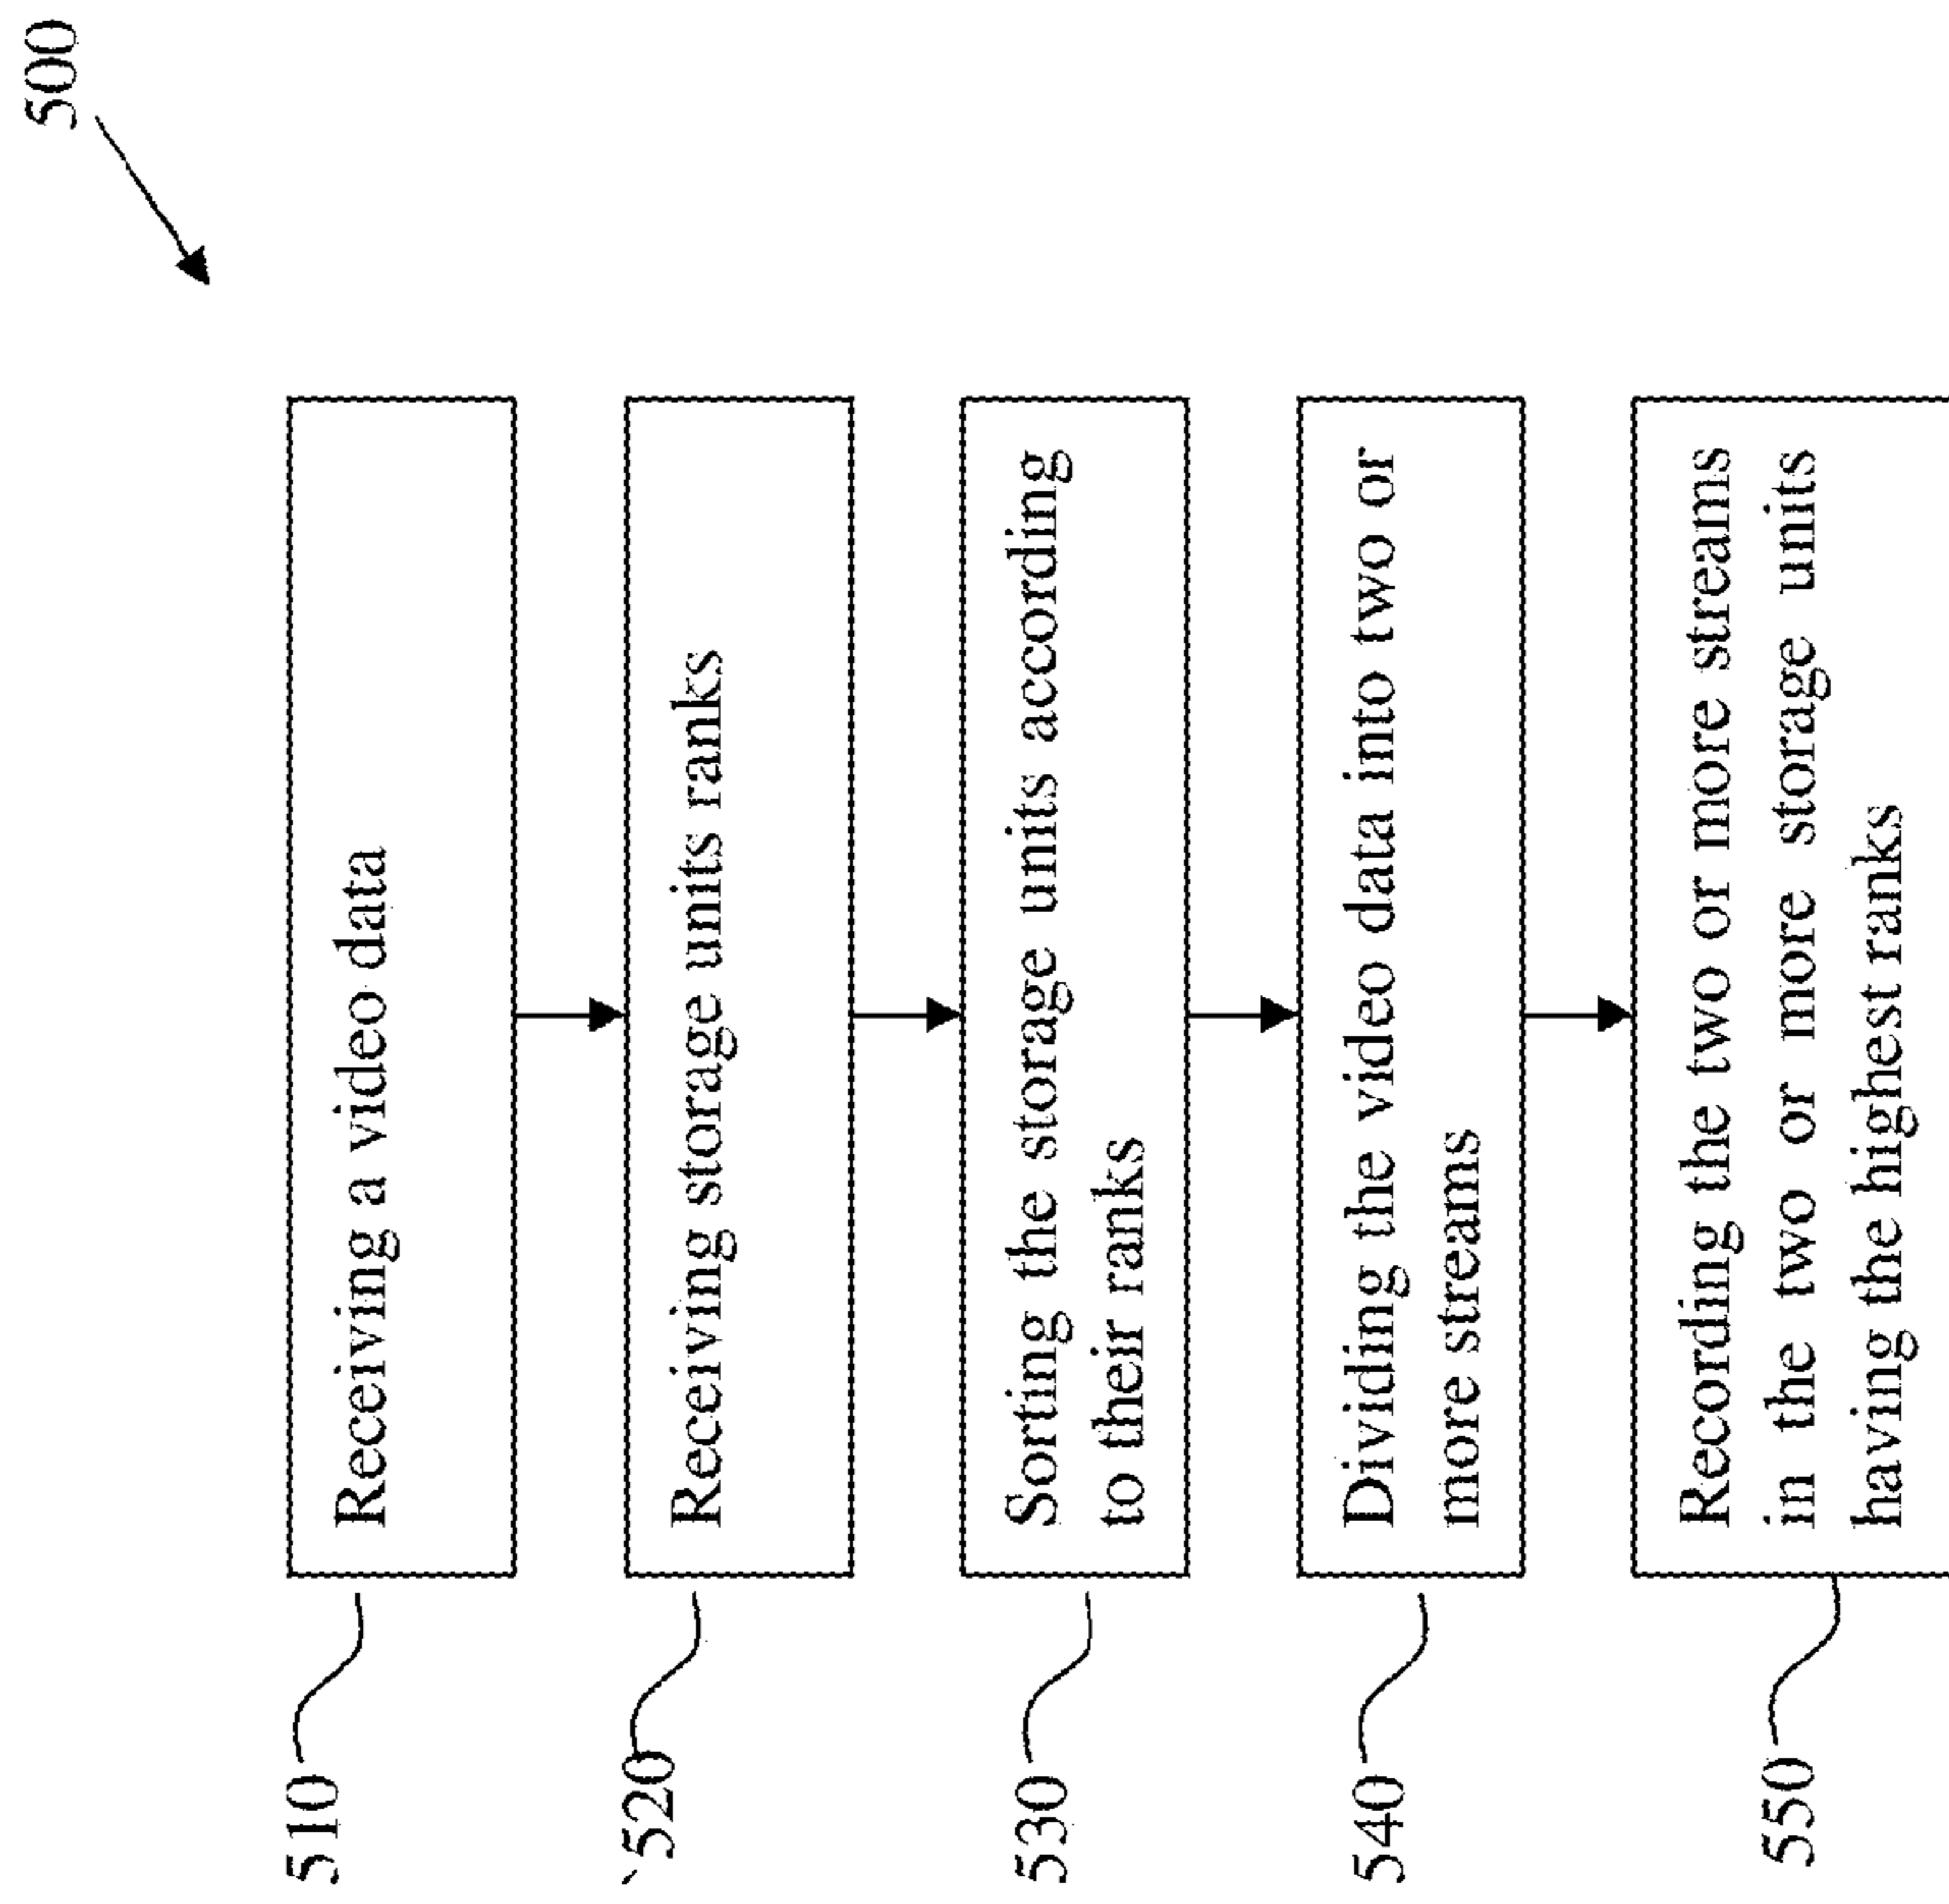 500
510
Receiving a video data
`520
Receiving storage units ranks
530
Sorting the storage units according
to their ranks
540
Dividing the video data into two or
more streams
550
Recording the two or more streams
in the two or more storage units
having the highest ranks